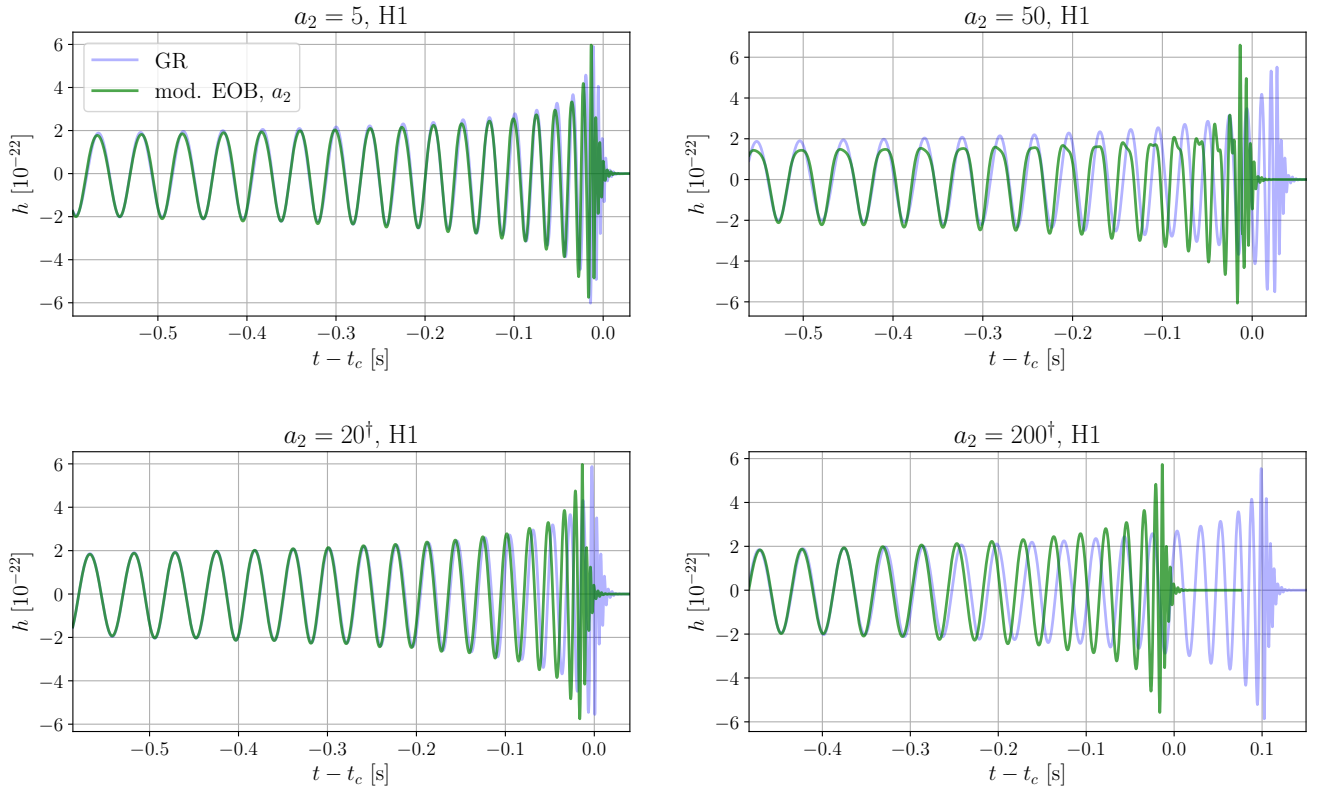 a₂ = 5, H1
GR
mod. EOB, a₂
h [10⁻²²]
6
4
2
0
−2
−4
−6
−0.5 −0.4 −0.3 −0.2 −0.1 0.0
t − t_c [s]
a₂ = 50, H1
h [10⁻²²]
6
4
2
0
−2
−4
−6
−0.5 −0.4 −0.3 −0.2 −0.1 0.0
t − t_c [s]
a₂ = 20†, H1
h [10⁻²²]
6
4
2
0
−2
−4
−6
−0.5 −0.4 −0.3 −0.2 −0.1 0.0
t − t_c [s]
a₂ = 200†, H1
h [10⁻²²]
6
4
2
0
−2
−4
−6
−0.4 −0.3 −0.2 −0.1 0.0 0.1
t − t_c [s]